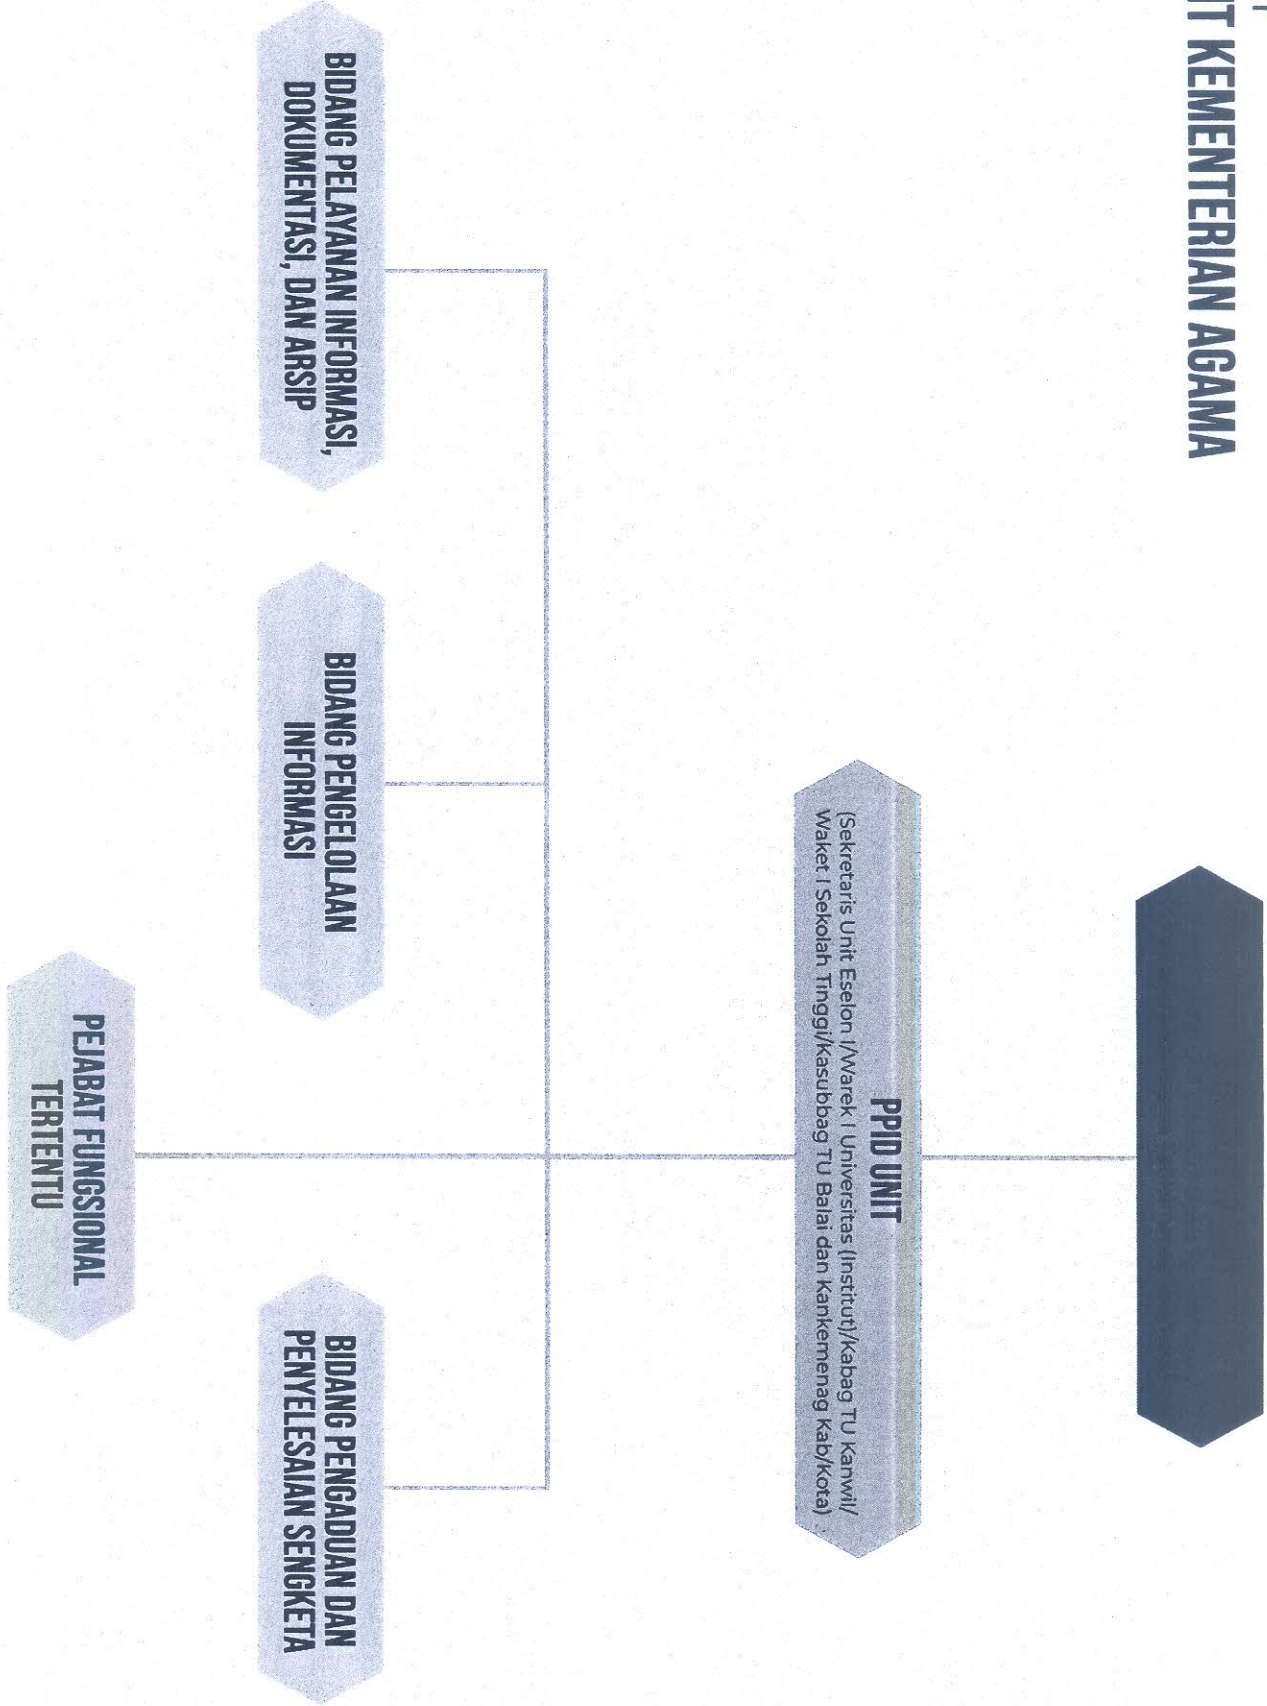 IT KEMENTERIAN AGAMA
PPID UNIT
(Sekretaris Unit Eselon I/Warek I Universitas (Institut)/Kabag TU Kanwil/
Waket I Sekolah Tinggi/Kasubbag TU Balai dan Kankemenag Kab/Kota)
BIDANG PELAYANAN INFORMASI,
DOKUMENTASI, DAN ARSIP
BIDANG PENGELOLAAN
INFORMASI
BIDANG PENGADUAN DAN
PENYELESAIAN SENGKETA
PEJABAT FUNGSIONAL
TERTENTU